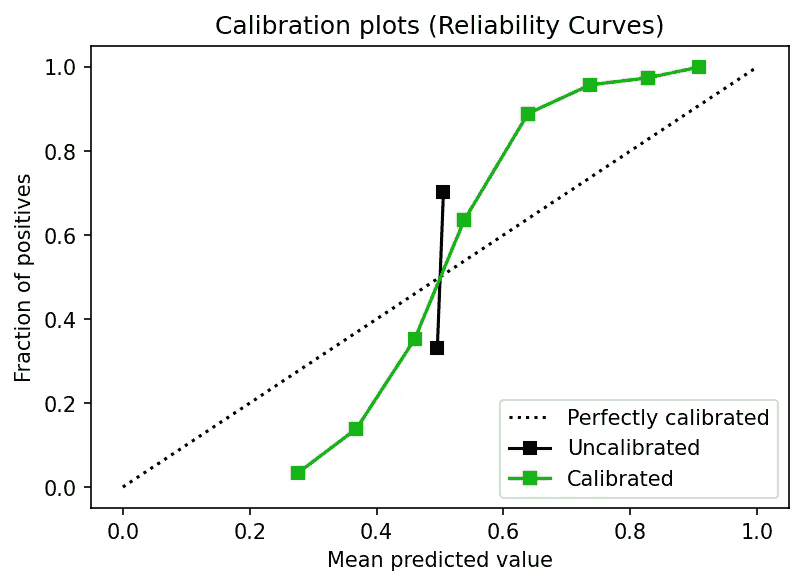 Calibration plots (Reliability Curves)
1.0
0.8
0.6
0.4
0.2
0.0
Fraction of positives
Perfectly calibrated
Uncalibrated
Calibrated
0.0 0.2 0.4 0.6 0.8 1.0
Mean predicted value